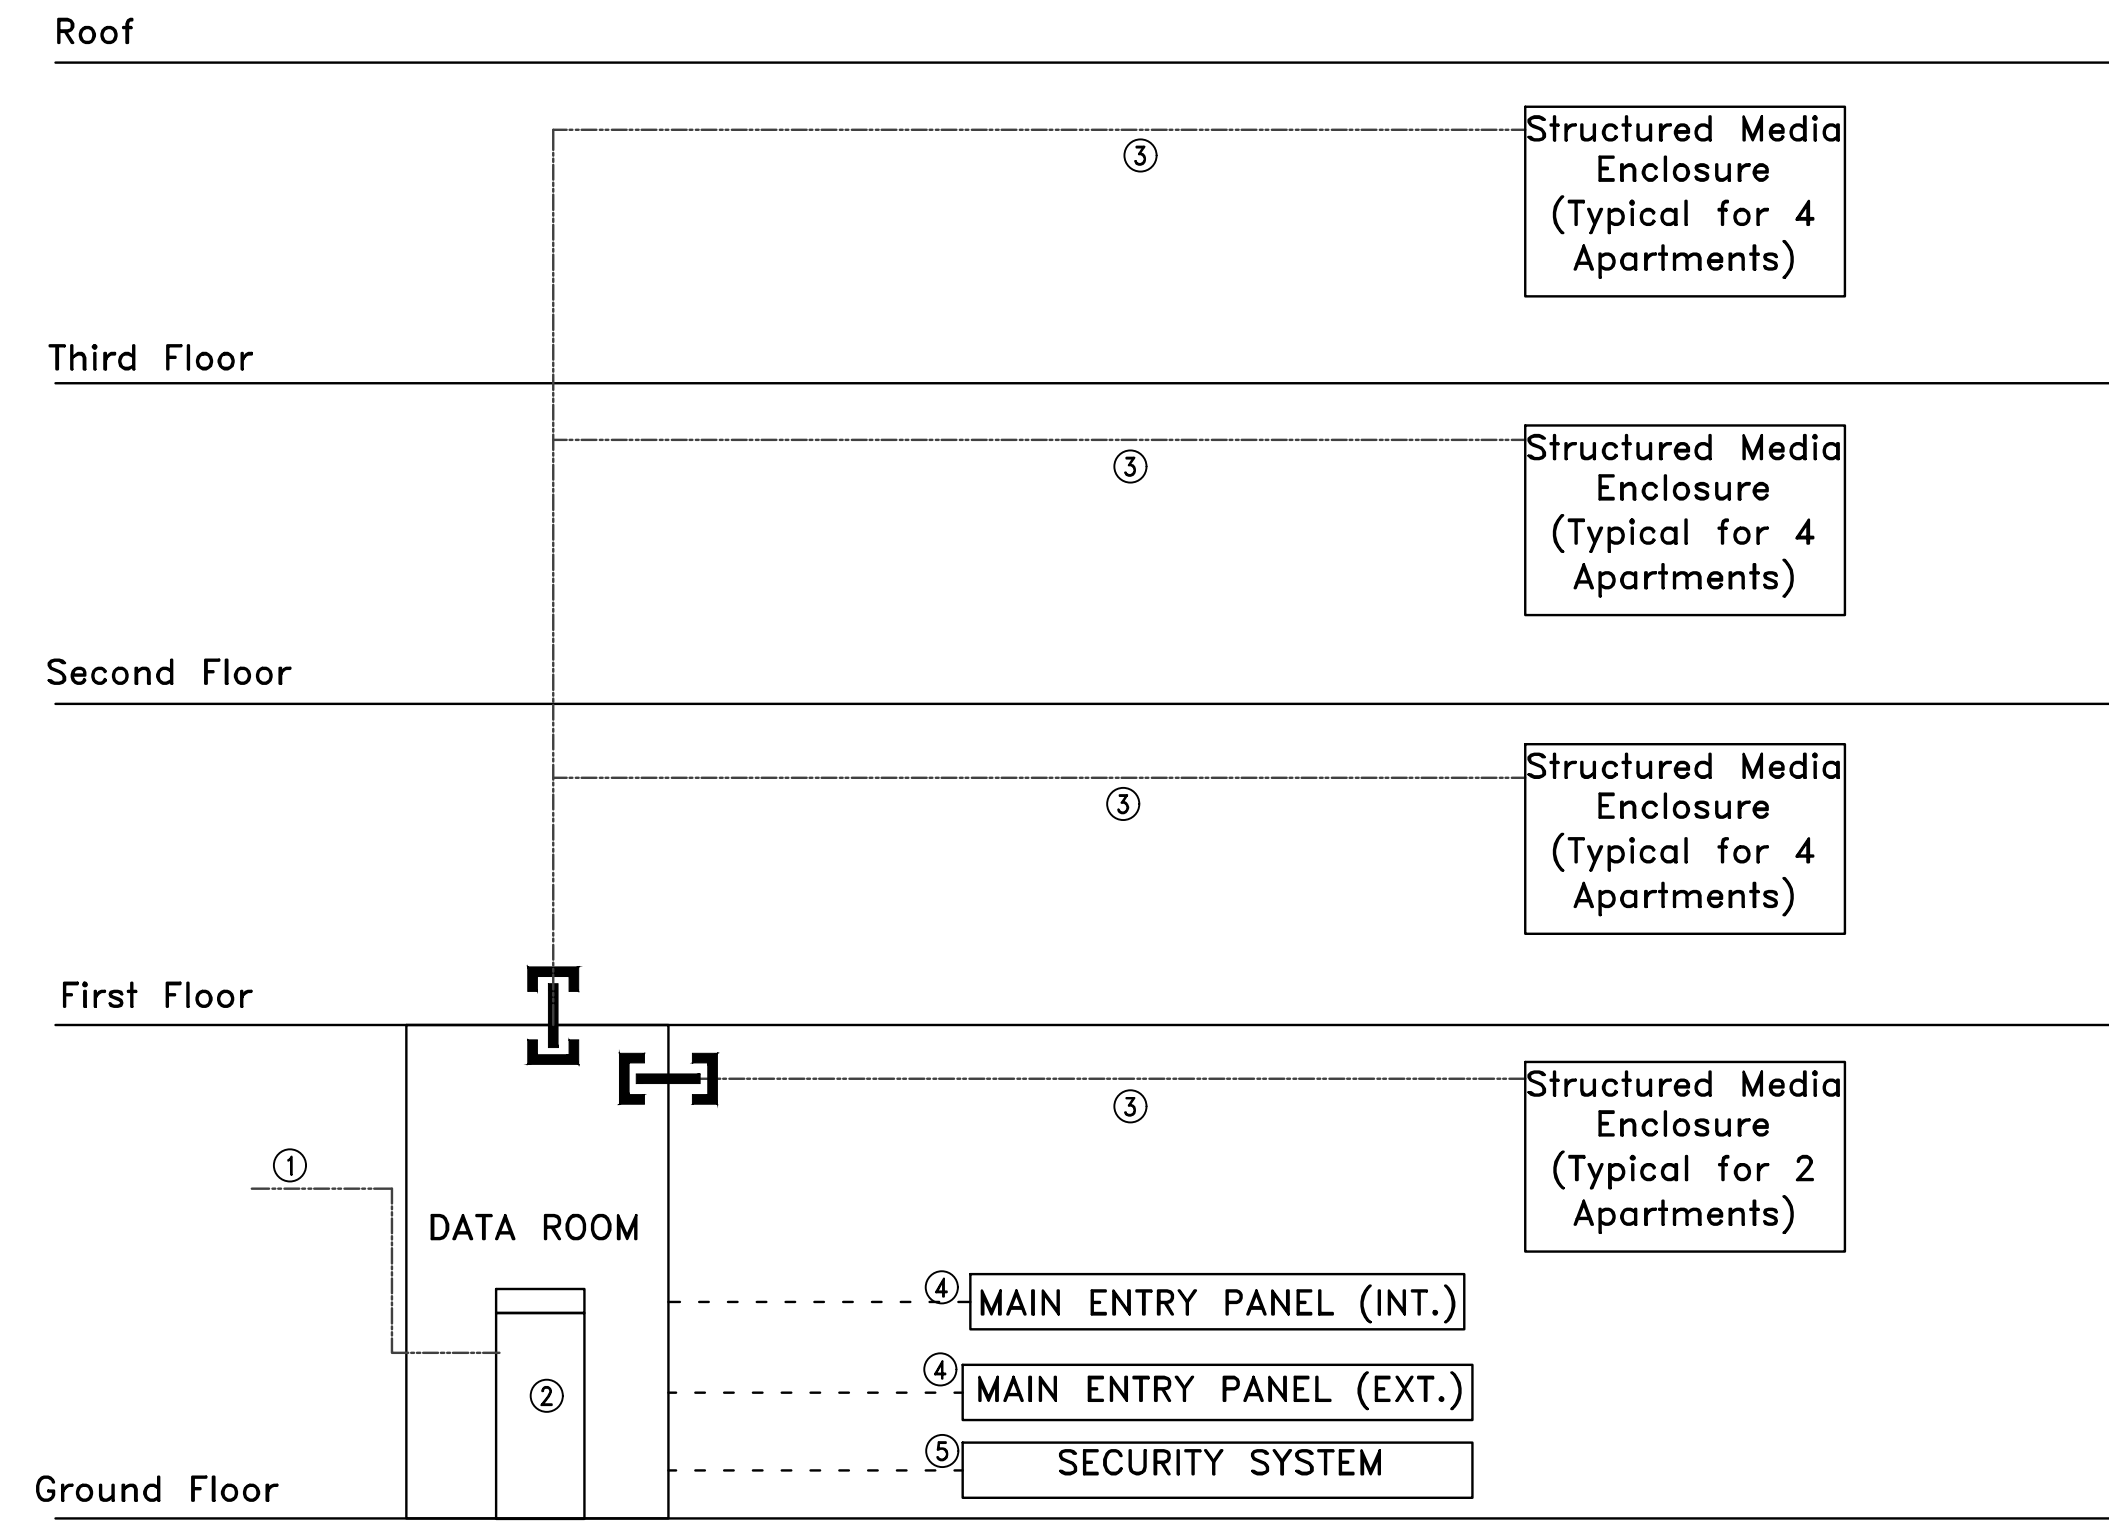 Roof
Structured Media
Enclosure
(Typical for 4
Apartments)
3
Third Floor
Structured Media
Enclosure
(Typical for 4
Apartments)
3
Second Floor
Structured Media
Enclosure
(Typical for 4
Apartments)
3
First Floor
Structured Media
Enclosure
(Typical for 2
Apartments)
3
1
DATA ROOM
4
MAIN ENTRY PANEL (INT.)
4
MAIN ENTRY PANEL (EXT.)
2
5
SECURITY SYSTEM
Ground Floor